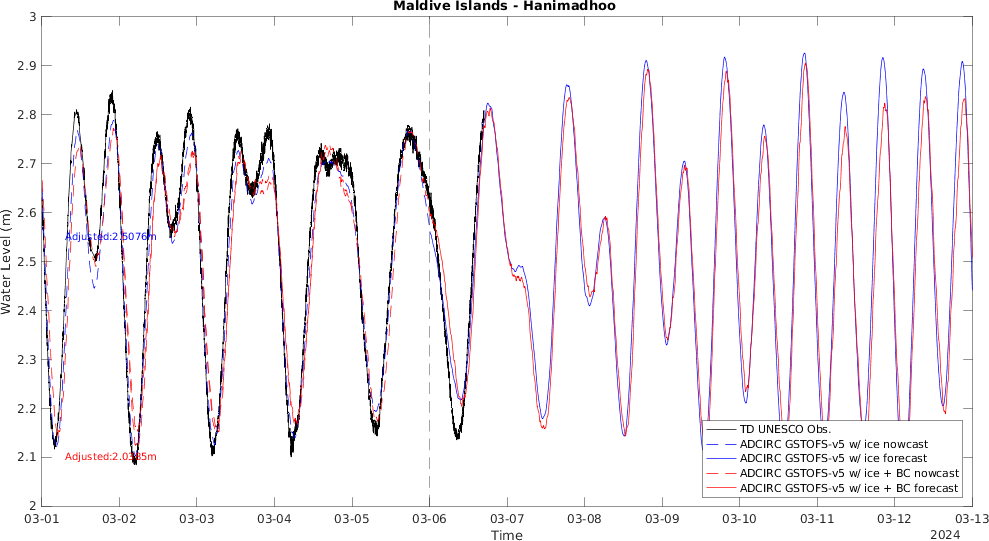 Maldive Islands - Hanimadhoo
3
2.9
2.8
2.7
2.6
2.5
2.4
2.3
2.2
2.1
2
Water Level (m)
Adjusted:2.5076m
Adjusted:2.0385m
TD UNESCO Obs.
ADCIRC GSTOFS-v5 w/ ice nowcast
ADCIRC GSTOFS-v5 w/ ice forecast
ADCIRC GSTOFS-v5 w/ ice + BC nowcast
ADCIRC GSTOFS-v5 w/ ice + BC forecast
03-01 03-02 03-03 03-04 03-05 03-06 03-07 03-08 03-09 03-10 03-11 03-12 03-13
Time
2024